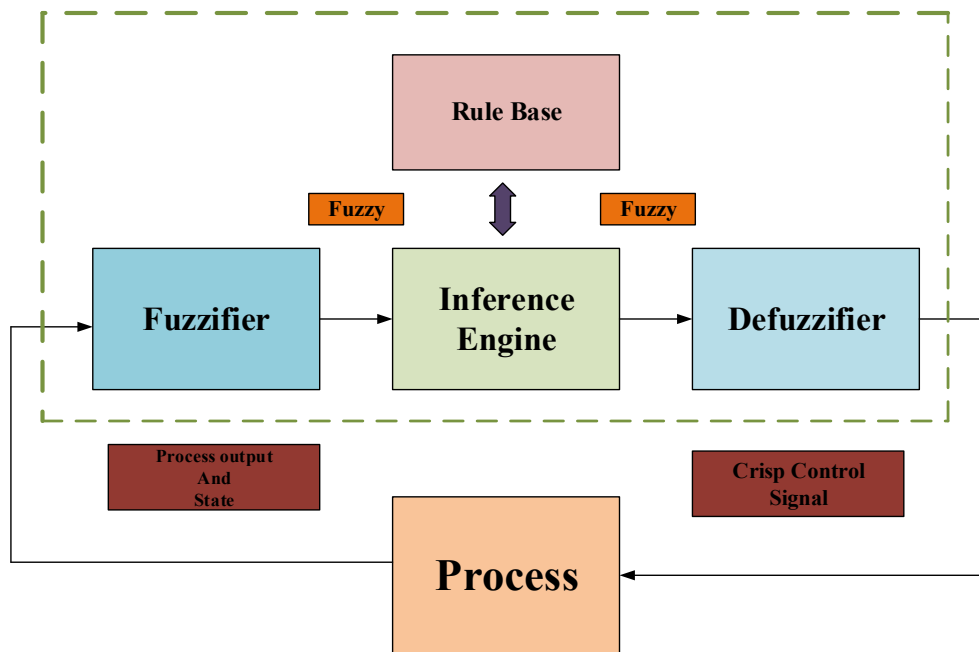 Rule Base
Fuzzy
Fuzzy
Fuzzifier
Inference
Engine
Defuzzifier
Process output
And
State
Crisp Control
Signal
Process